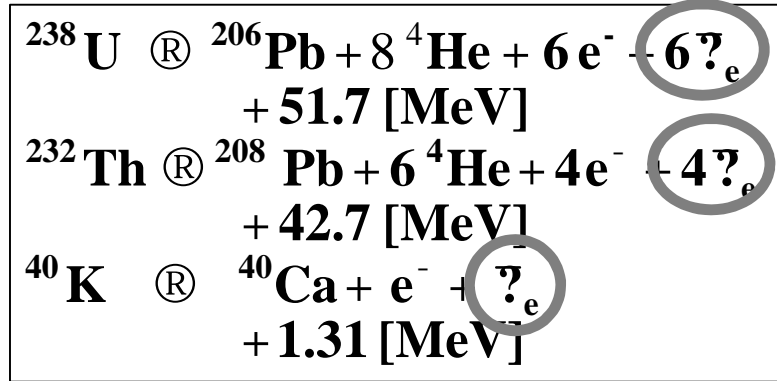 ²³⁸U ® ²⁰⁶Pb + 8 ⁴He + 6 e⁻ + 6 ?̅ₑ
+ 51.7 [MeV]
²³²Th ® ²⁰⁸ Pb + 6 ⁴He + 4e⁻ + 4 ?̅ₑ
+ 42.7 [MeV]
⁴⁰K ® ⁴⁰Ca + e⁻ + ?̅ₑ
+ 1.31 [MeV]